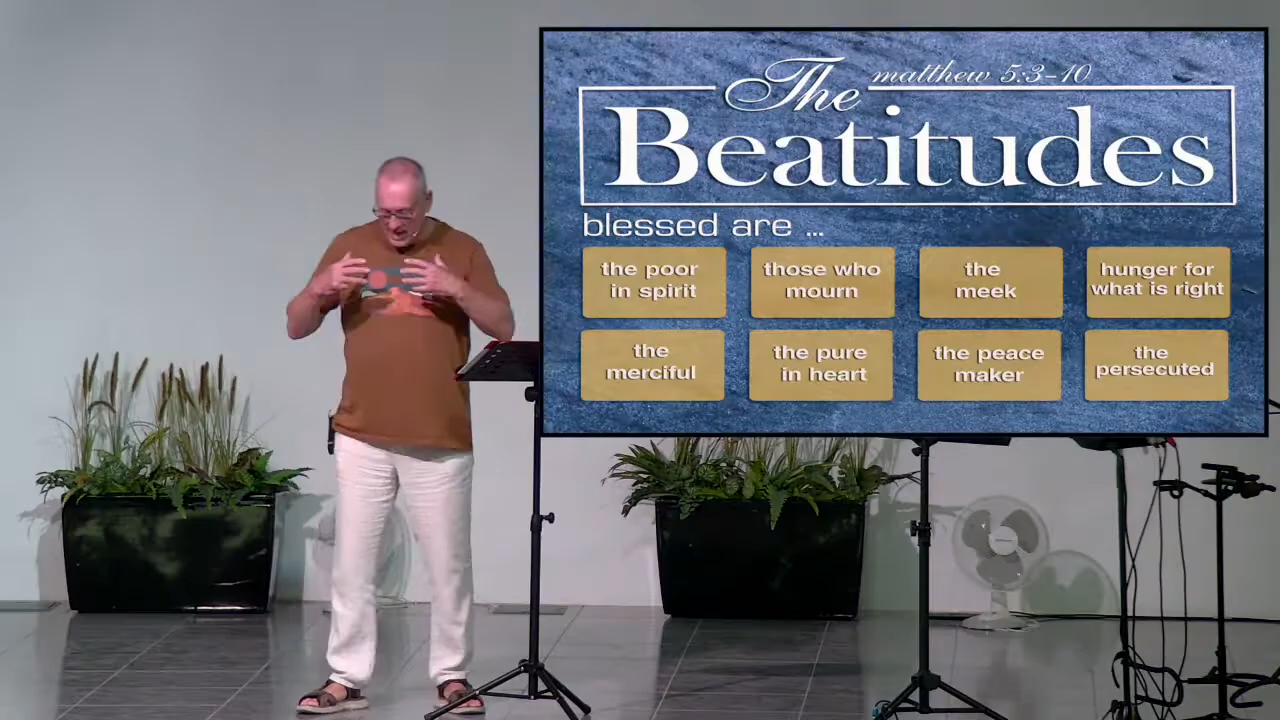 The matthew 5:3-10
Beatitudes
blessed are ...
the poor
in spirit
those who
mourn
the
meek
hunger for
what is right
the
merciful
the pure
in heart
the peace
maker
the
persecuted